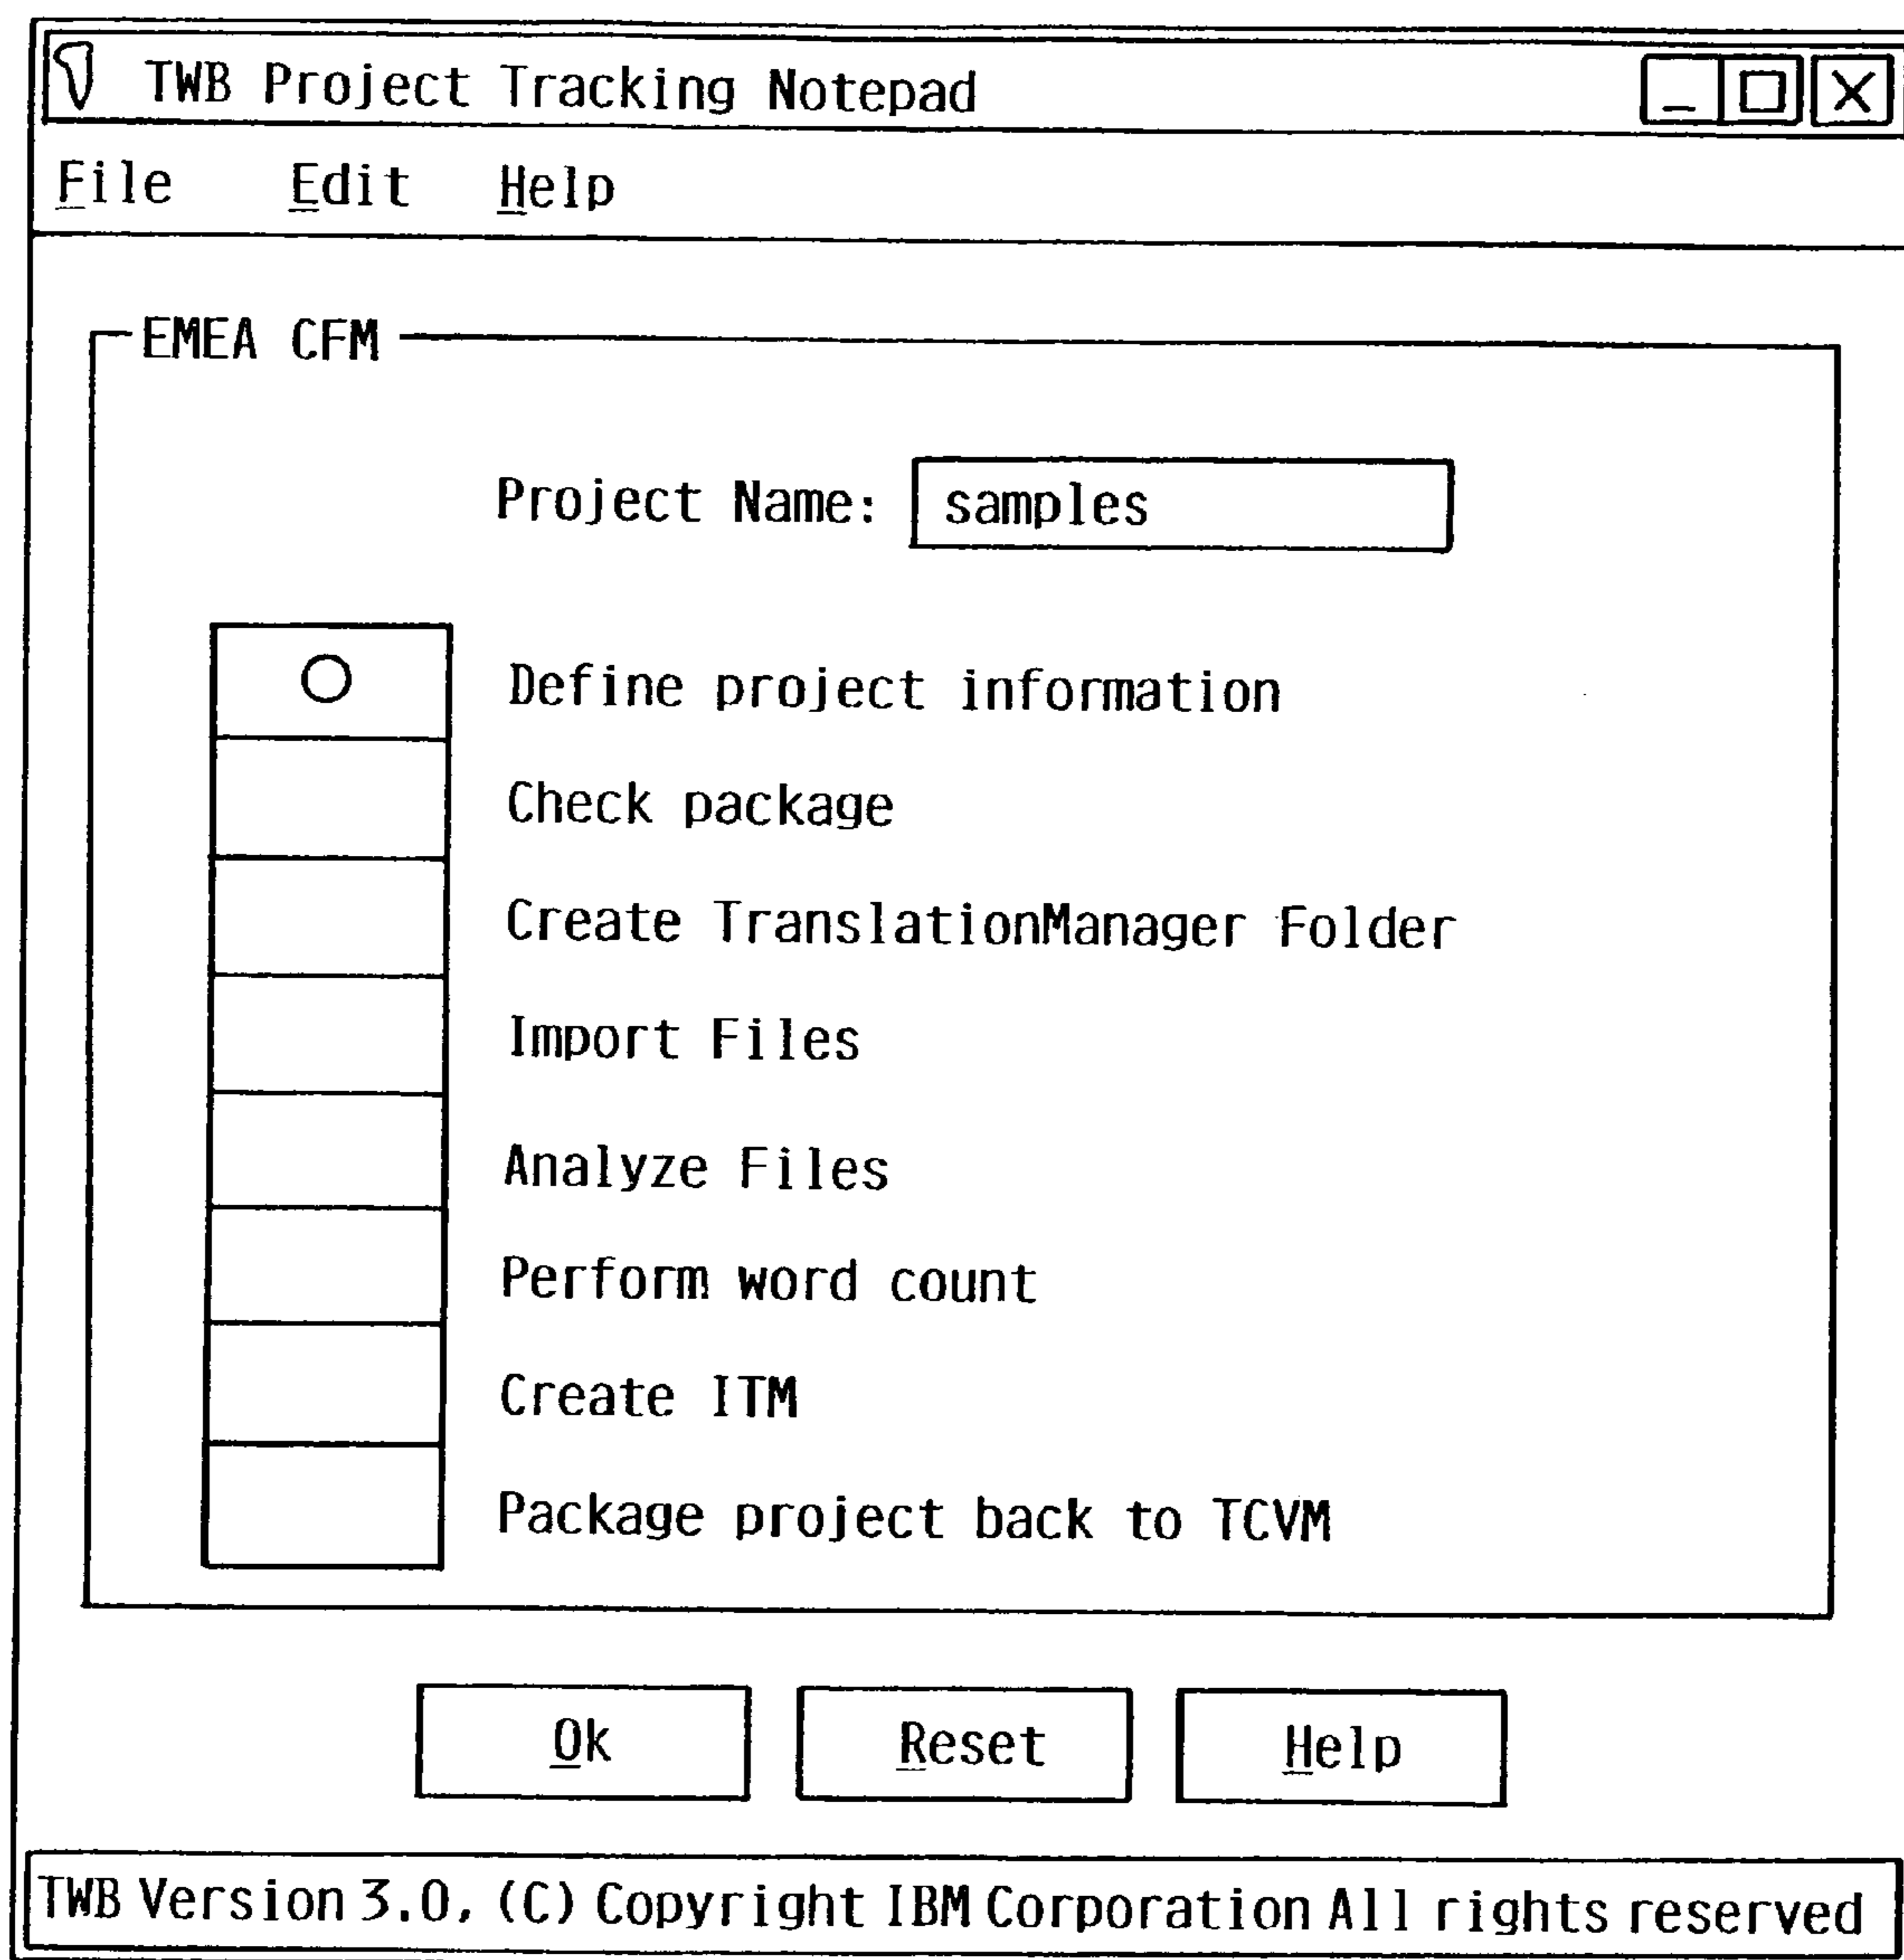 TWB Project Tracking Notepad
File Edit Help
EMEA CFM
Project Name: samples
Define project information
Check package
Create TranslationManager Folder
Import Files
Analyze Files
Perform word count
Create ITM
Package project back to TCVM
Ok Reset Help
TWB Version 3.0, (C) Copyright IBM Corporation All rights reserved